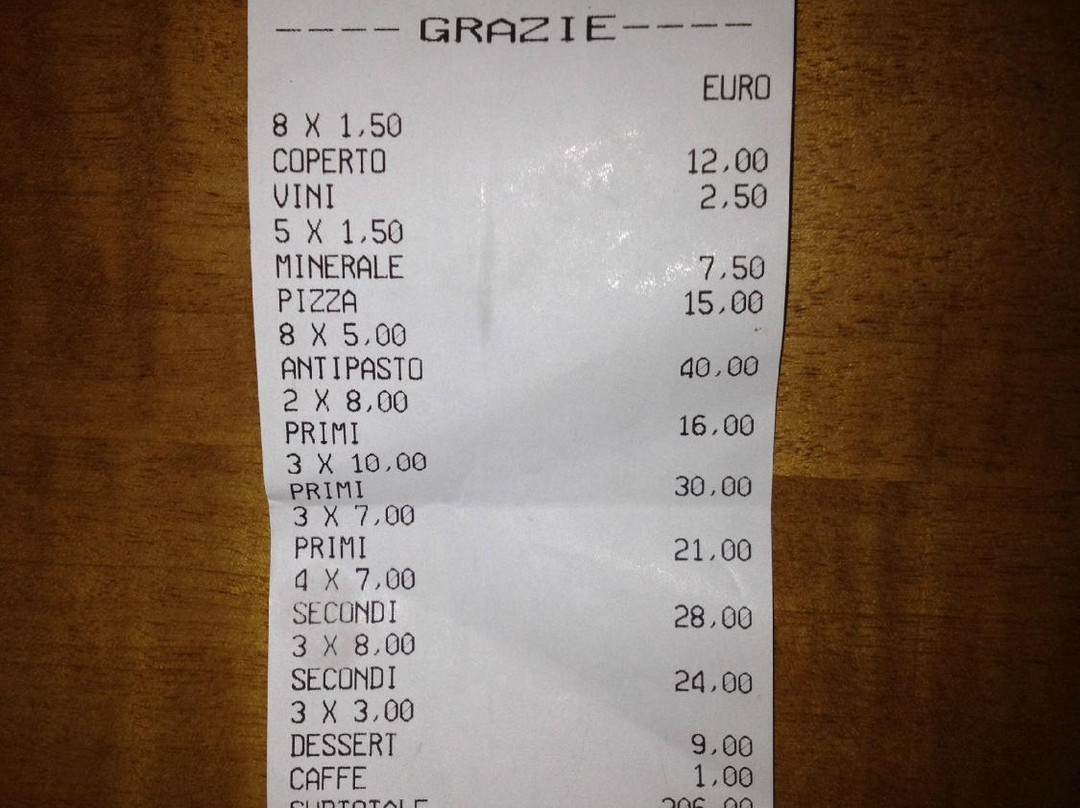 ---- GRAZIE----
EURO
8 X 1,50
COPERTO 12,00
VINI 2,50
5 X 1,50
MINERALE 7,50
PIZZA 15,00
8 X 5,00
ANTIPASTO 40,00
2 X 8,00
PRIMI 16,00
3 X 10,00
PRIMI 30,00
3 X 7,00
PRIMI 21,00
4 X 7,00
SECONDI 28,00
3 X 8,00
SECONDI 24,00
3 X 3,00
DESSERT 9,00
CAFFE 1,00
SUBTOTALE 206,00